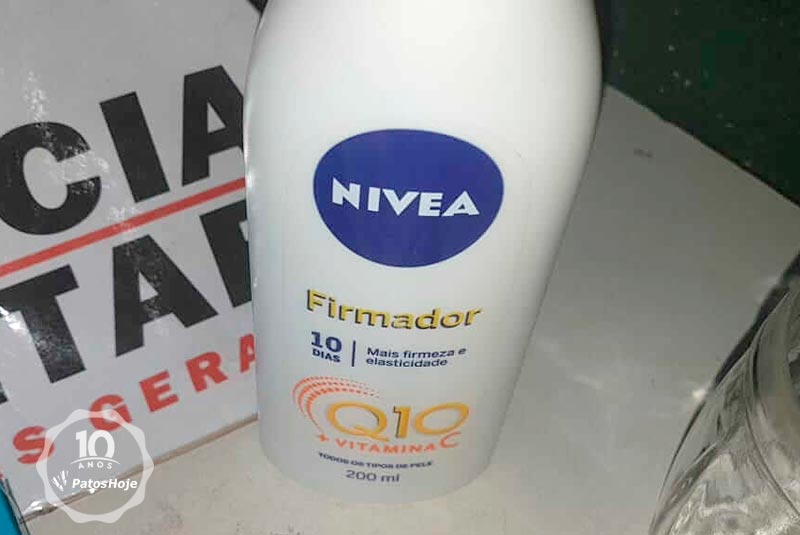 CIA
TAR
S GERA
NIVEA
Firmador
10
DIAS
Mais firmeza e
elasticidade
Q10
+ VITAMINA C
TODOS OS TIPOS DE PELE
200 ml
10
ANOS
PatosHoje